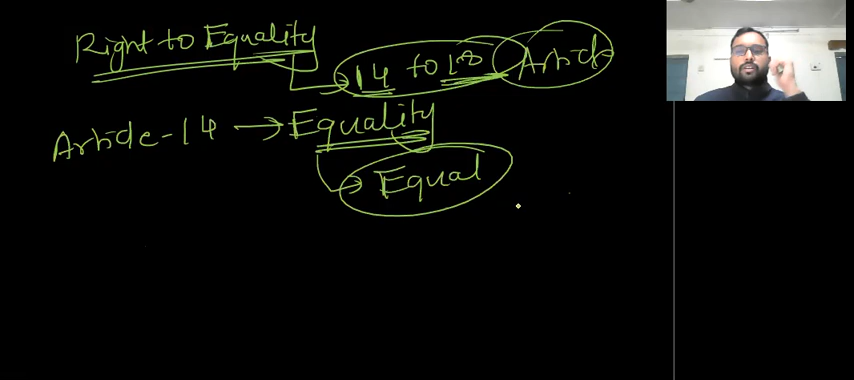 Right to Equality
14 to 18 Article
Article-14 → Equality
Equal